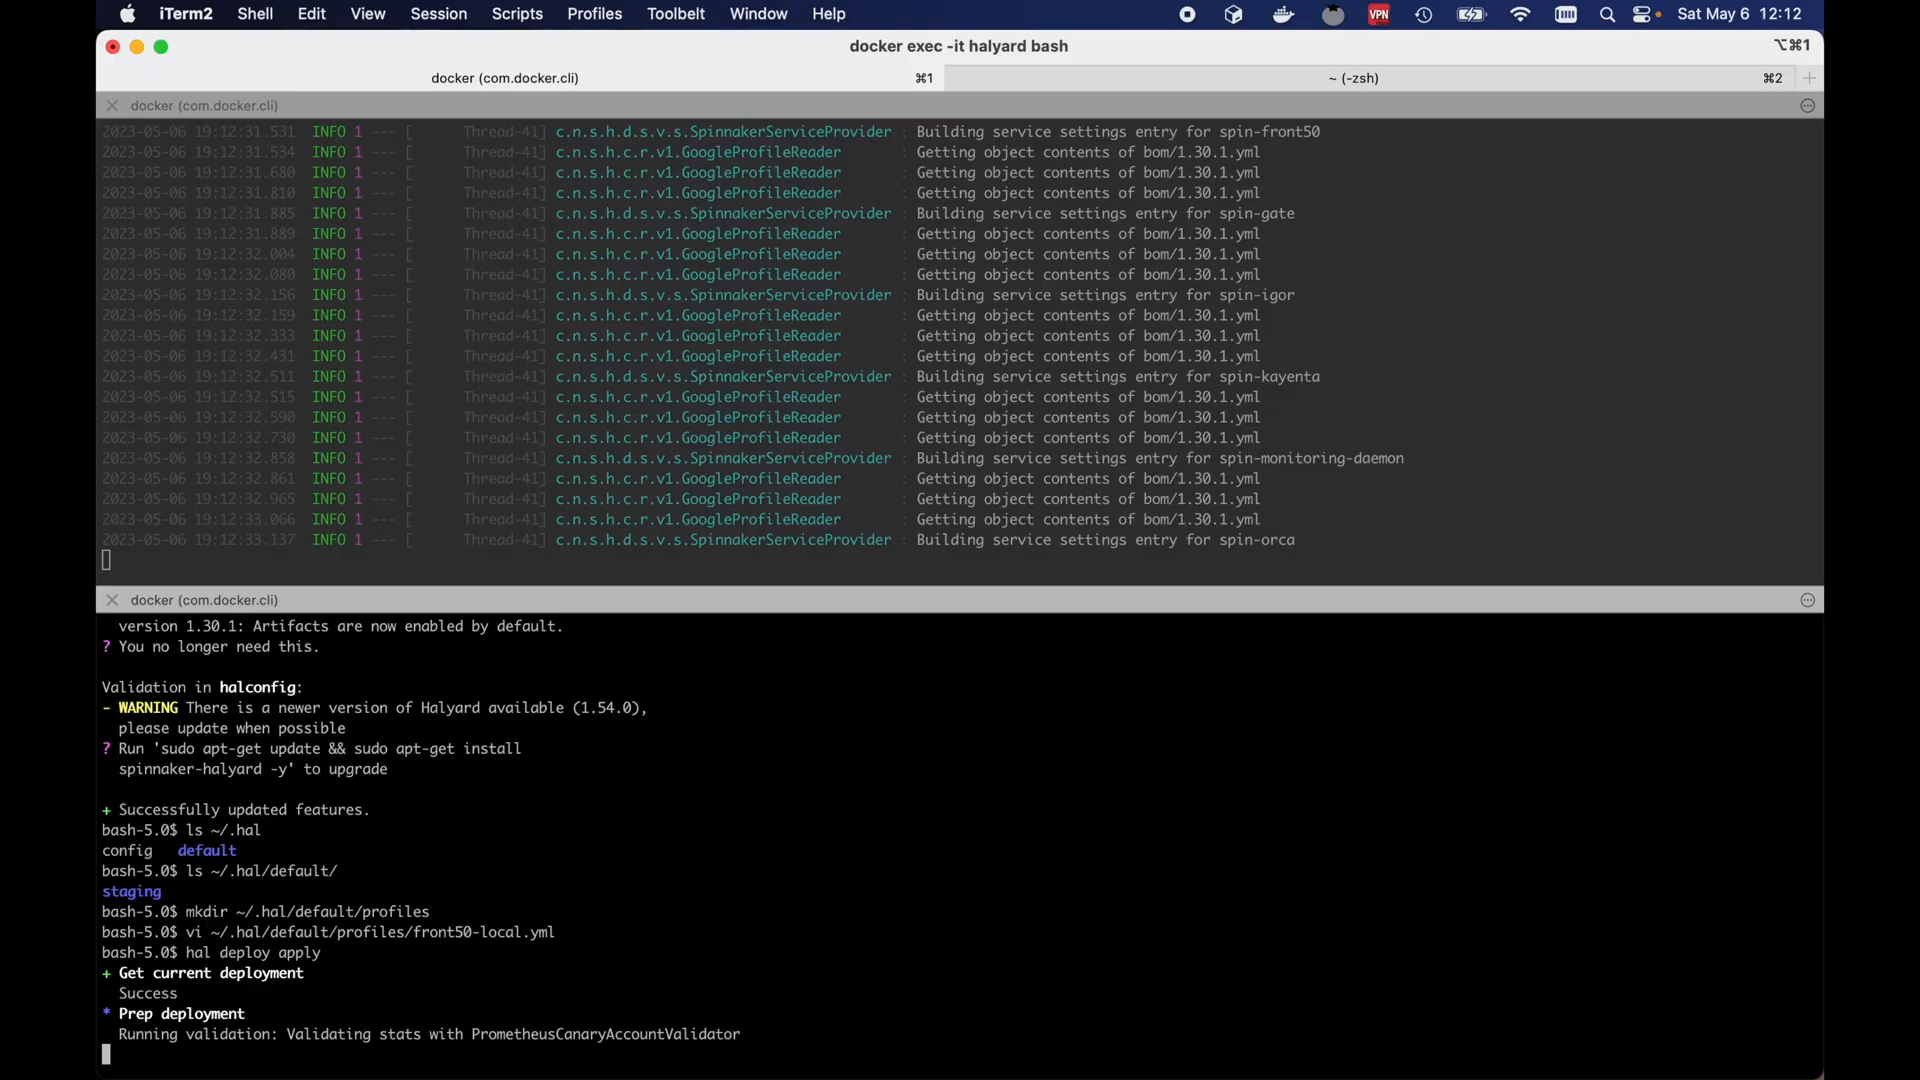 iTerm2 Shell Edit View Session Scripts Profiles Toolbelt Window Help VPN Sat May 6 12:12
docker exec -it halyard bash ⌥⌘1
docker (com.docker.cli) ⌘1 ~ (-zsh) ⌘2
docker (com.docker.cli)
2023-05-06 19:12:31.531 INFO 1 --- [ Thread-41] c.n.s.h.d.s.v.s.SpinnakerServiceProvider : Building service settings entry for spin-front50
2023-05-06 19:12:31.534 INFO 1 --- [ Thread-41] c.n.s.h.c.r.v1.GoogleProfileReader : Getting object contents of bom/1.30.1.yml
2023-05-06 19:12:31.680 INFO 1 --- [ Thread-41] c.n.s.h.c.r.v1.GoogleProfileReader : Getting object contents of bom/1.30.1.yml
2023-05-06 19:12:31.810 INFO 1 --- [ Thread-41] c.n.s.h.c.r.v1.GoogleProfileReader : Getting object contents of bom/1.30.1.yml
2023-05-06 19:12:31.885 INFO 1 --- [ Thread-41] c.n.s.h.d.s.v.s.SpinnakerServiceProvider : Building service settings entry for spin-gate
2023-05-06 19:12:31.889 INFO 1 --- [ Thread-41] c.n.s.h.c.r.v1.GoogleProfileReader : Getting object contents of bom/1.30.1.yml
2023-05-06 19:12:32.004 INFO 1 --- [ Thread-41] c.n.s.h.c.r.v1.GoogleProfileReader : Getting object contents of bom/1.30.1.yml
2023-05-06 19:12:32.080 INFO 1 --- [ Thread-41] c.n.s.h.c.r.v1.GoogleProfileReader : Getting object contents of bom/1.30.1.yml
2023-05-06 19:12:32.156 INFO 1 --- [ Thread-41] c.n.s.h.d.s.v.s.SpinnakerServiceProvider : Building service settings entry for spin-igor
2023-05-06 19:12:32.159 INFO 1 --- [ Thread-41] c.n.s.h.c.r.v1.GoogleProfileReader : Getting object contents of bom/1.30.1.yml
2023-05-06 19:12:32.333 INFO 1 --- [ Thread-41] c.n.s.h.c.r.v1.GoogleProfileReader : Getting object contents of bom/1.30.1.yml
2023-05-06 19:12:32.431 INFO 1 --- [ Thread-41] c.n.s.h.c.r.v1.GoogleProfileReader : Getting object contents of bom/1.30.1.yml
2023-05-06 19:12:32.511 INFO 1 --- [ Thread-41] c.n.s.h.d.s.v.s.SpinnakerServiceProvider : Building service settings entry for spin-kayenta
2023-05-06 19:12:32.515 INFO 1 --- [ Thread-41] c.n.s.h.c.r.v1.GoogleProfileReader : Getting object contents of bom/1.30.1.yml
2023-05-06 19:12:32.590 INFO 1 --- [ Thread-41] c.n.s.h.c.r.v1.GoogleProfileReader : Getting object contents of bom/1.30.1.yml
2023-05-06 19:12:32.730 INFO 1 --- [ Thread-41] c.n.s.h.c.r.v1.GoogleProfileReader : Getting object contents of bom/1.30.1.yml
2023-05-06 19:12:32.858 INFO 1 --- [ Thread-41] c.n.s.h.d.s.v.s.SpinnakerServiceProvider : Building service settings entry for spin-monitoring-daemon
2023-05-06 19:12:32.861 INFO 1 --- [ Thread-41] c.n.s.h.c.r.v1.GoogleProfileReader : Getting object contents of bom/1.30.1.yml
2023-05-06 19:12:32.965 INFO 1 --- [ Thread-41] c.n.s.h.c.r.v1.GoogleProfileReader : Getting object contents of bom/1.30.1.yml
2023-05-06 19:12:33.066 INFO 1 --- [ Thread-41] c.n.s.h.c.r.v1.GoogleProfileReader : Getting object contents of bom/1.30.1.yml
2023-05-06 19:12:33.137 INFO 1 --- [ Thread-41] c.n.s.h.d.s.v.s.SpinnakerServiceProvider : Building service settings entry for spin-orca
docker (com.docker.cli)
version 1.30.1: Artifacts are now enabled by default.
? You no longer need this.
Validation in halconfig:
- WARNING There is a newer version of Halyard available (1.54.0),
please update when possible
? Run 'sudo apt-get update && sudo apt-get install
spinnaker-halyard -y' to upgrade
+ Successfully updated features.
bash-5.0$ ls ~/.hal
config default
bash-5.0$ ls ~/.hal/default/
staging
bash-5.0$ mkdir ~/.hal/default/profiles
bash-5.0$ vi ~/.hal/default/profiles/front50-local.yml
bash-5.0$ hal deploy apply
+ Get current deployment
Success
* Prep deployment
Running validation: Validating stats with PrometheusCanaryAccountValidator